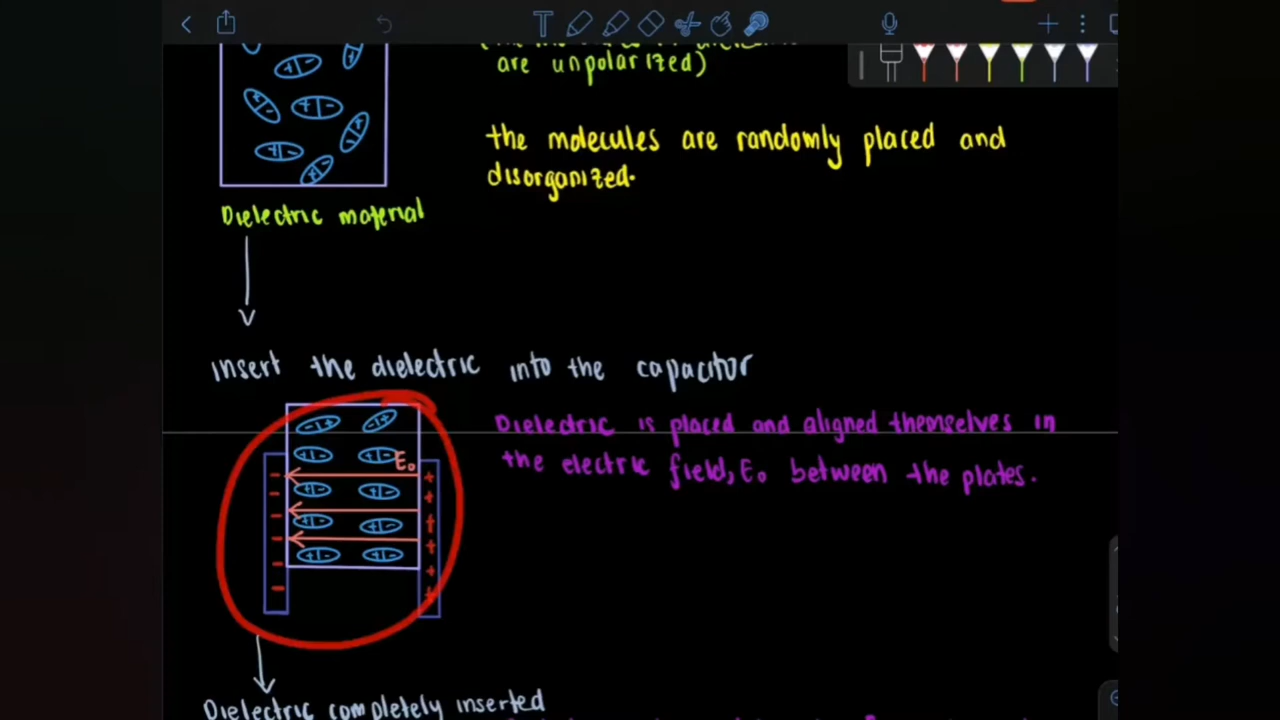 are unpolarized)
the molecules are randomly placed and
disorganized.
Dielectric material
insert the dielectric into the capacitor
Dielectric is placed and aligned themselves in
the electric field, E₀ between the plates.
E₀
Dielectric completely inserted